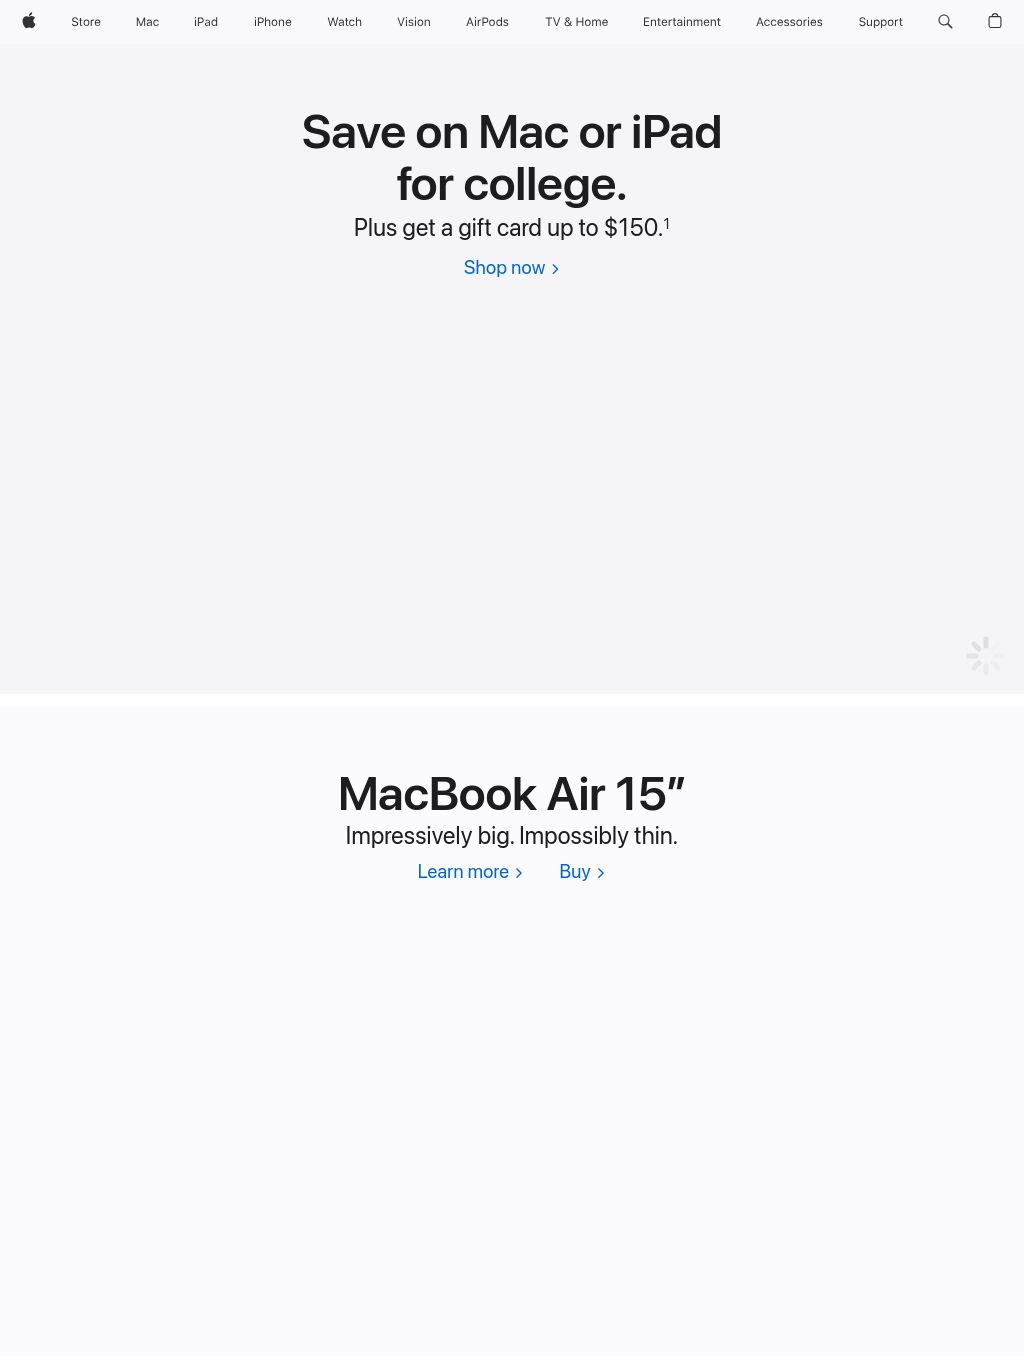 Store Mac iPad iPhone Watch Vision AirPods TV & Home Entertainment Accessories Support
Save on Mac or iPad
for college.
Plus get a gift card up to $150.¹
Shop now >
MacBook Air 15″
Impressively big. Impossibly thin.
Learn more > Buy >